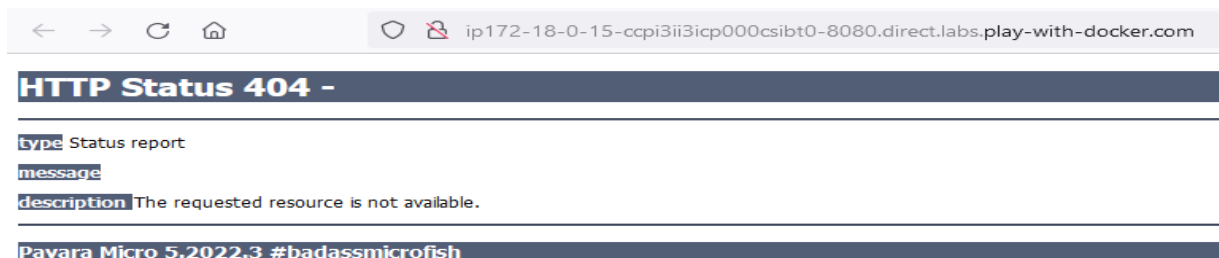 ip172-18-0-15-ccpi3ii3icp000csibt0-8080.direct.labs.play-with-docker.com
HTTP Status 404 -
type Status report
message
description The requested resource is not available.
Payara Micro 5.2022.3 #badassmicrofish